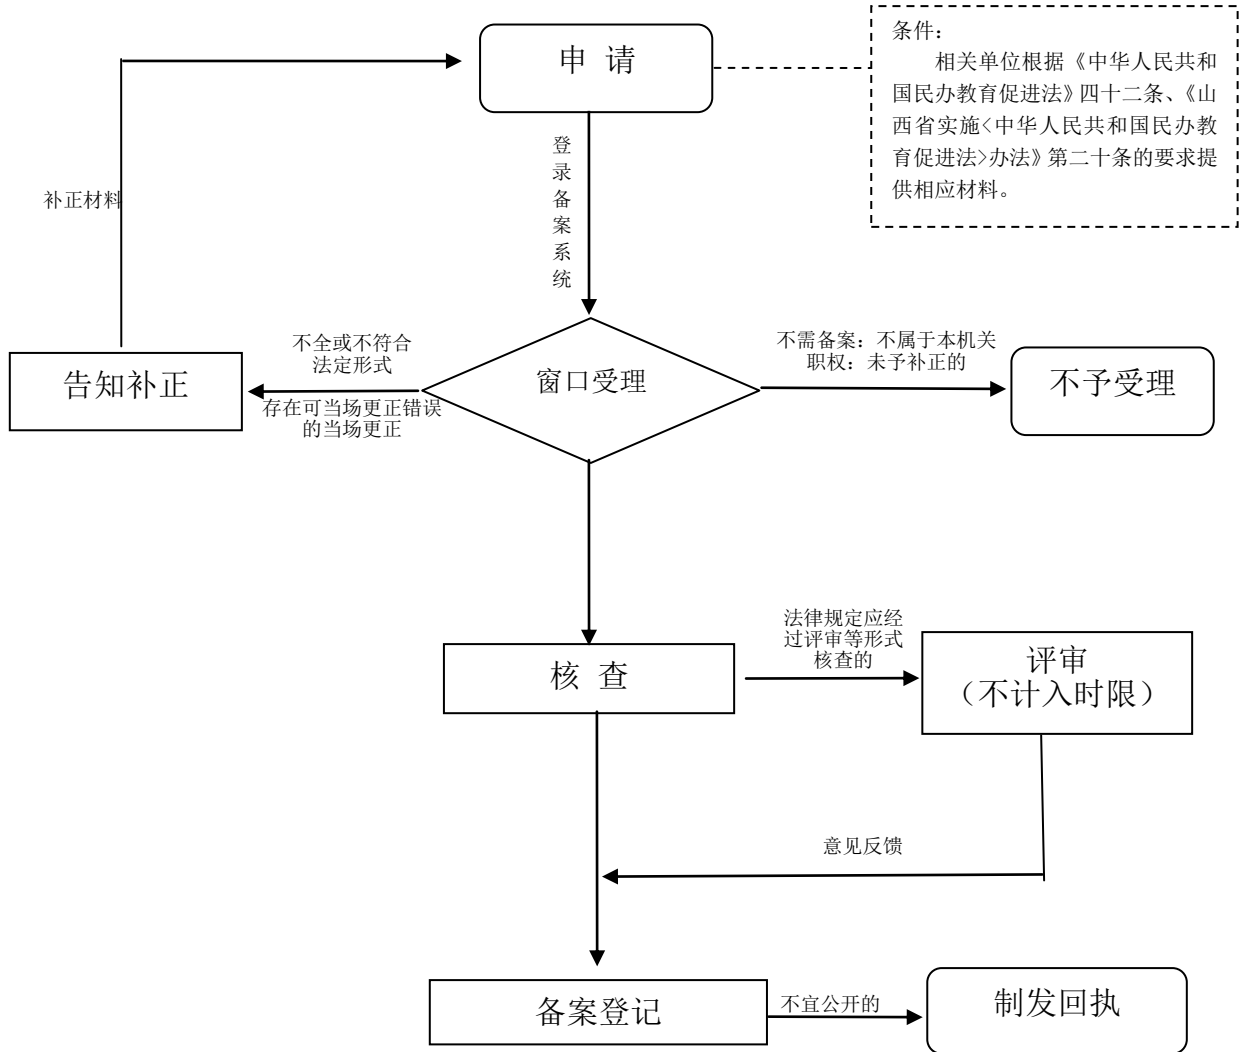 申 请
条件：
相关单位根据《中华人民共和
国民办教育促进法》四十二条、《山
西省实施<中华人民共和国民办教
育促进法>办法》第二十条的要求提
供相应材料。
登
录
备
案
系
统
补正材料
不全或不符合
法定形式
告知补正
存在可当场更正错误
的当场更正
窗口受理
不需备案：不属于本机关
职权：未予补正的
不予受理
核 查
法律规定应经
过评审等形式
核查的
评审
（不计入时限）
意见反馈
备案登记
不宜公开的
制发回执